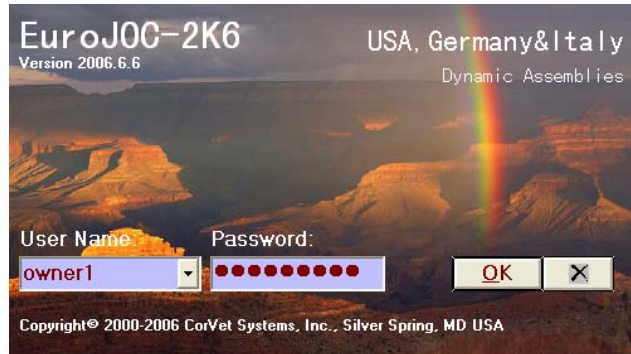 EuroJOC-2K6
USA, Germany&Italy
Version 2006.6.6
Dynamic Assemblies
User Name:
Password:
owner1
●●●●●●●●●
OK
Copyright© 2000-2006 CorVet Systems, Inc., Silver Spring, MD USA